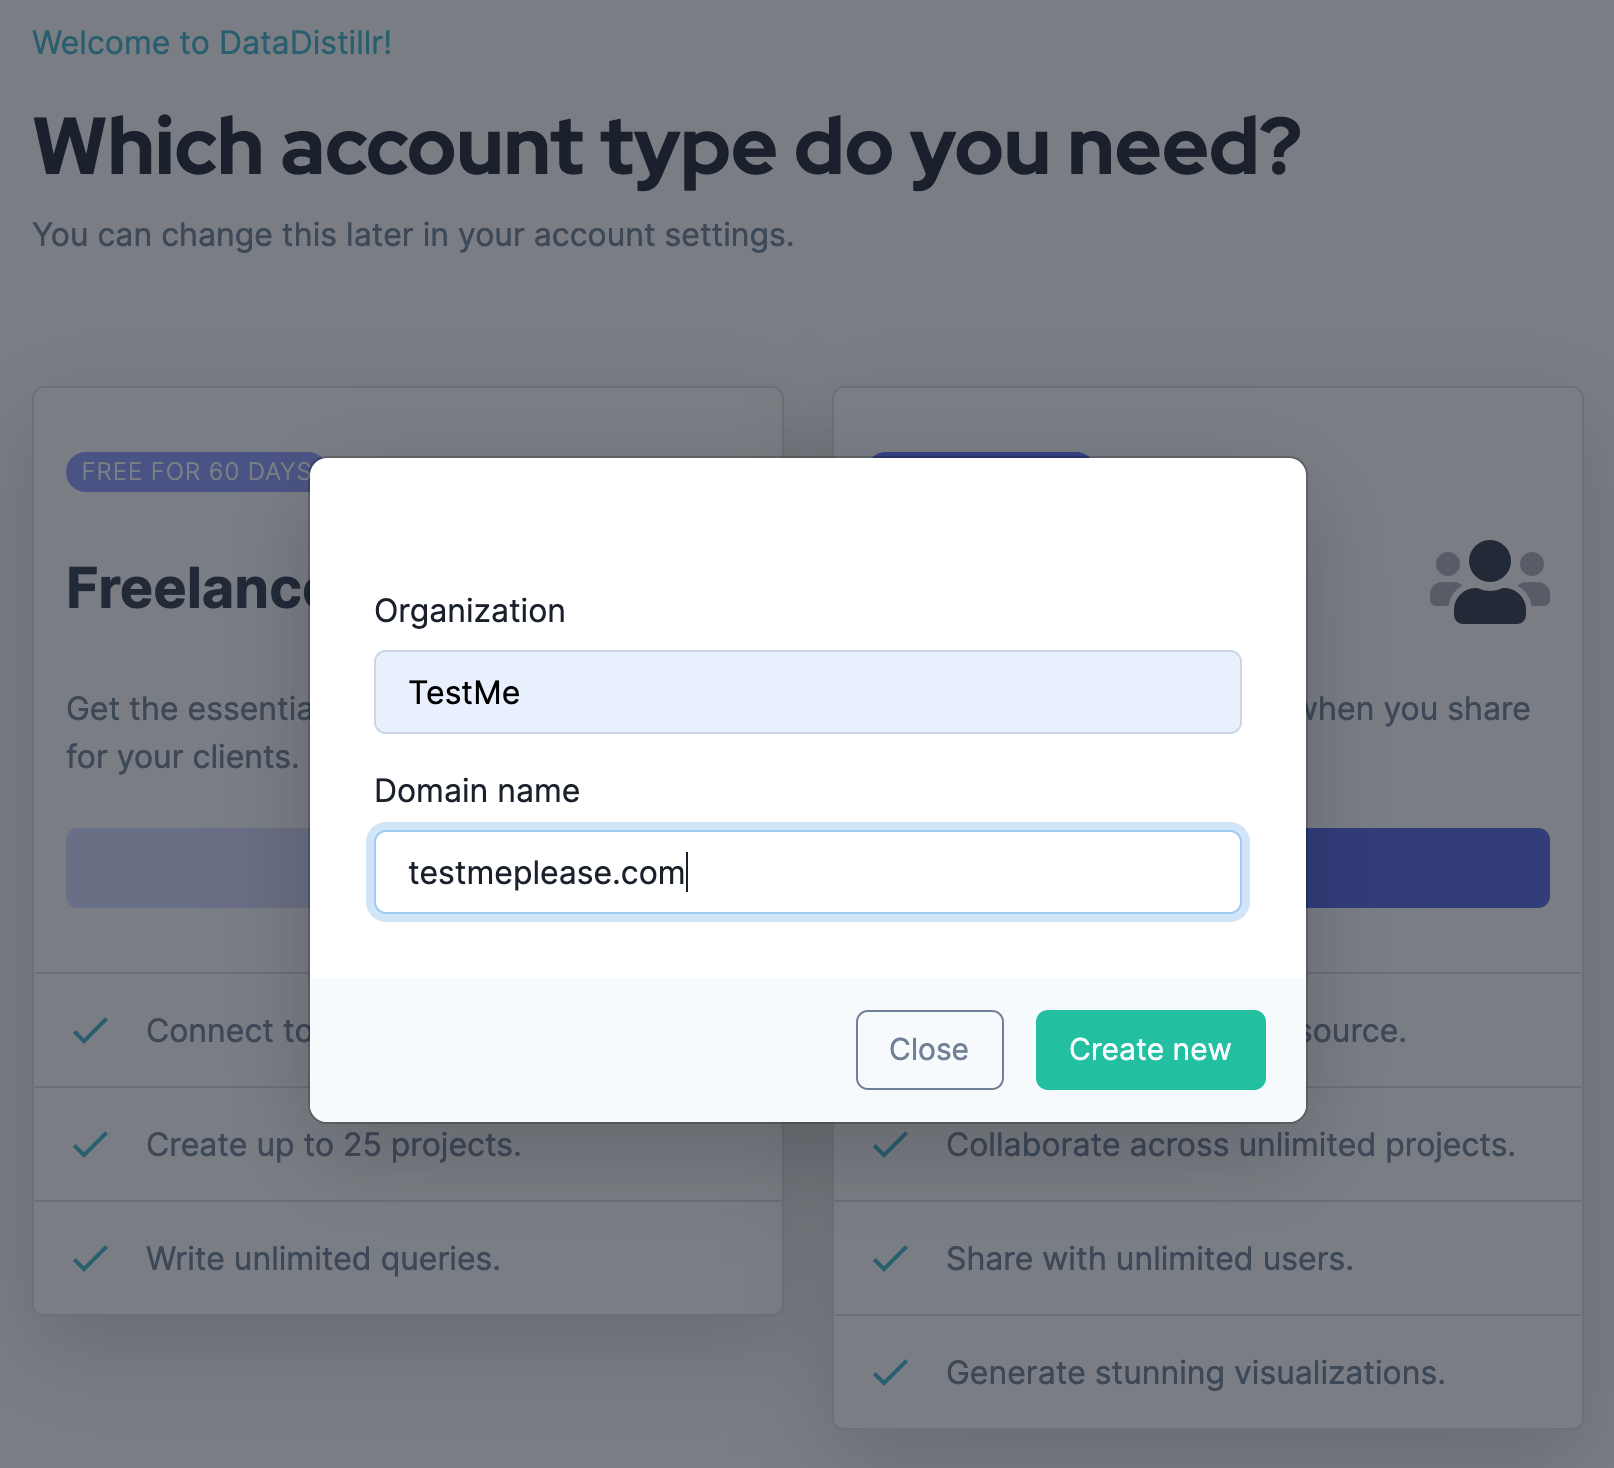 Welcome to DataDistillr!
Which account type do you need?
You can change this later in your account settings.
FREE FOR 60 DAYS
Get the
for your clients.
Connect to
Create up to 25 projects.
Write unlimited queries.
when you share
source.
Collaborate across unlimited projects.
Share with unlimited users.
Generate stunning visualizations.
Organization
TestMe
Domain name
testmeplease.com
Close
Create new